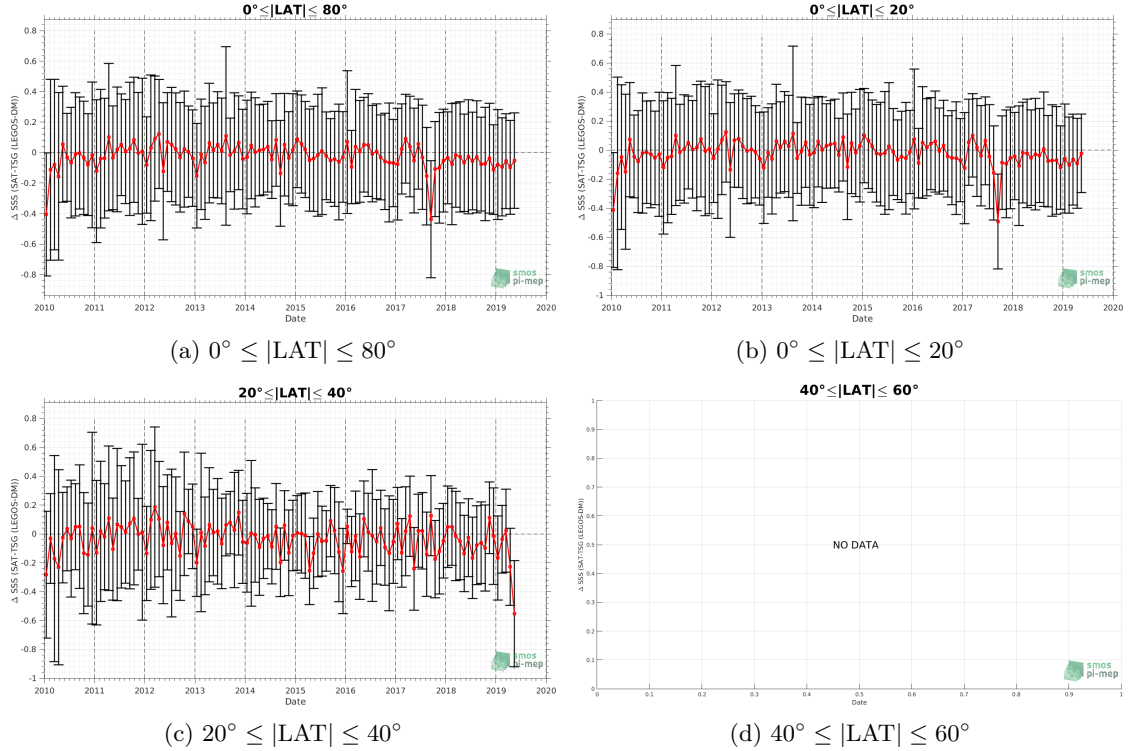 0°≤|LAT|≤ 80°
Δ SSS (SAT-TSG (LEGOS-DM))
0.8
0.6
0.4
0.2
0
-0.2
-0.4
-0.6
-0.8
2010 2011 2012 2013 2014 2015 2016 2017 2018 2019 2020
Date
smos
pi-mep
(a) 0° ≤ |LAT| ≤ 80°
0°≤|LAT|≤ 20°
Δ SSS (SAT-TSG (LEGOS-DM))
0.8
0.6
0.4
0.2
0
-0.2
-0.4
-0.6
-0.8
-1
2010 2011 2012 2013 2014 2015 2016 2017 2018 2019 2020
Date
smos
pi-mep
(b) 0° ≤ |LAT| ≤ 20°
20°≤|LAT|≤ 40°
Δ SSS (SAT-TSG (LEGOS-DM))
0.8
0.6
0.4
0.2
0
-0.2
-0.4
-0.6
-0.8
-1
2010 2011 2012 2013 2014 2015 2016 2017 2018 2019 2020
Date
smos
pi-mep
(c) 20° ≤ |LAT| ≤ 40°
40°≤|LAT|≤ 60°
Δ SSS (SAT-TSG (LEGOS-DM))
1
0.9
0.8
0.7
0.6
0.5
0.4
0.3
0.2
0.1
0
NO DATA
0 0.1 0.2 0.3 0.4 0.5 0.6 0.7 0.8 0.9 1
Date
smos
pi-mep
(d) 40° ≤ |LAT| ≤ 60°